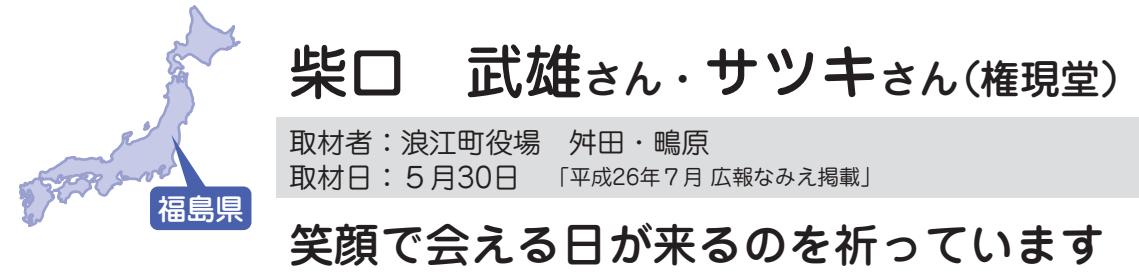 柴口　武雄さん・サツキさん（権現堂）
取材者：浪江町役場　舛田・鴫原
取材日：５月30日　「平成26年７月 広報なみえ掲載」
福島県
笑顔で会える日が来るのを祈っています